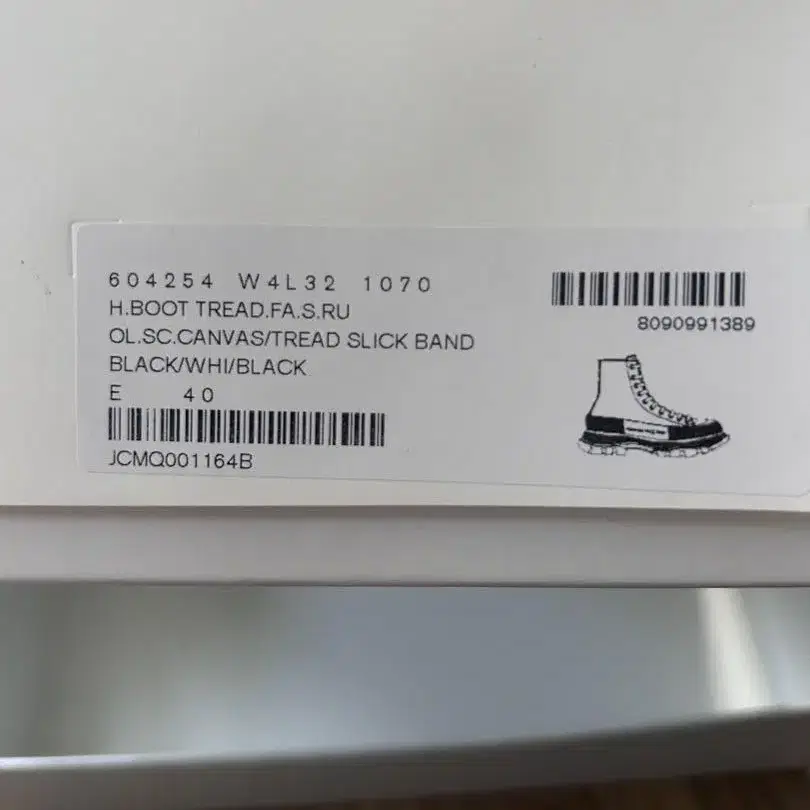 604254 W4L32 1070
H.BOOT TREAD.FA.S.RU
OL.SC.CANVAS/TREAD SLICK BAND
BLACK/WHI/BLACK
E 40
JCMQ001164B
8090991389